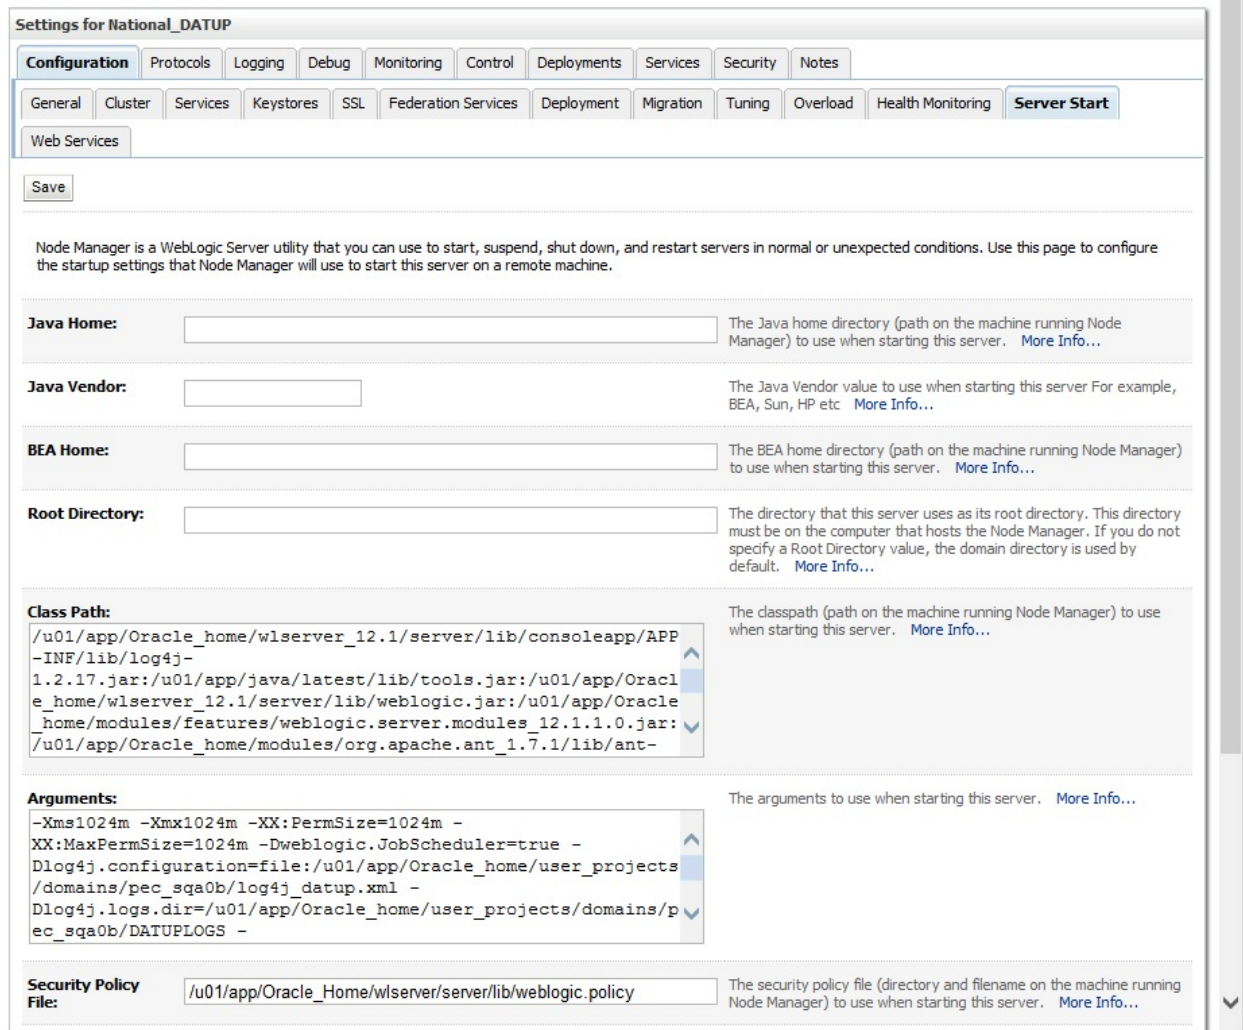 Settings for National_DATUP
Configuration Protocols Logging Debug Monitoring Control Deployments Services Security Notes
General Cluster Services Keystores SSL Federation Services Deployment Migration Tuning Overload Health Monitoring Server Start
Web Services
Save
Node Manager is a WebLogic Server utility that you can use to start, suspend, shut down, and restart servers in normal or unexpected conditions. Use this page to configure
the startup settings that Node Manager will use to start this server on a remote machine.
Java Home:
The Java home directory (path on the machine running Node
Manager) to use when starting this server. More Info...
Java Vendor:
The Java Vendor value to use when starting this server For example,
BEA, Sun, HP etc More Info...
BEA Home:
The BEA home directory (path on the machine running Node Manager)
to use when starting this server. More Info...
Root Directory:
The directory that this server uses as its root directory. This directory
must be on the computer that hosts the Node Manager. If you do not
specify a Root Directory value, the domain directory is used by
default. More Info...
Class Path:
/u01/app/Oracle_home/wlserver_12.1/server/lib/consoleapp/APP
-INF/lib/log4j-
1.2.17.jar:/u01/app/java/latest/lib/tools.jar:/u01/app/Oracl
e_home/wlserver_12.1/server/lib/weblogic.jar:/u01/app/Oracle
_home/modules/features/weblogic.server.modules_12.1.1.0.jar:
/u01/app/Oracle_home/modules/org.apache.ant_1.7.1/lib/ant-
The classpath (path on the machine running Node Manager) to use
when starting this server. More Info...
Arguments:
-Xms1024m -Xmx1024m -XX:PermSize=1024m -
XX:MaxPermSize=1024m -Dweblogic.JobScheduler=true -
Dlog4j.configuration=file:/u01/app/Oracle_home/user_projects
/domains/pec_sqa0b/log4j_datup.xml -
Dlog4j.logs.dir=/u01/app/Oracle_home/user_projects/domains/p
ec_sqa0b/DATUPLOGS -
The arguments to use when starting this server. More Info...
Security Policy
File:
/u01/app/Oracle_Home/wlserver/server/lib/weblogic.policy
The security policy file (directory and filename on the machine running
Node Manager) to use when starting this server. More Info...